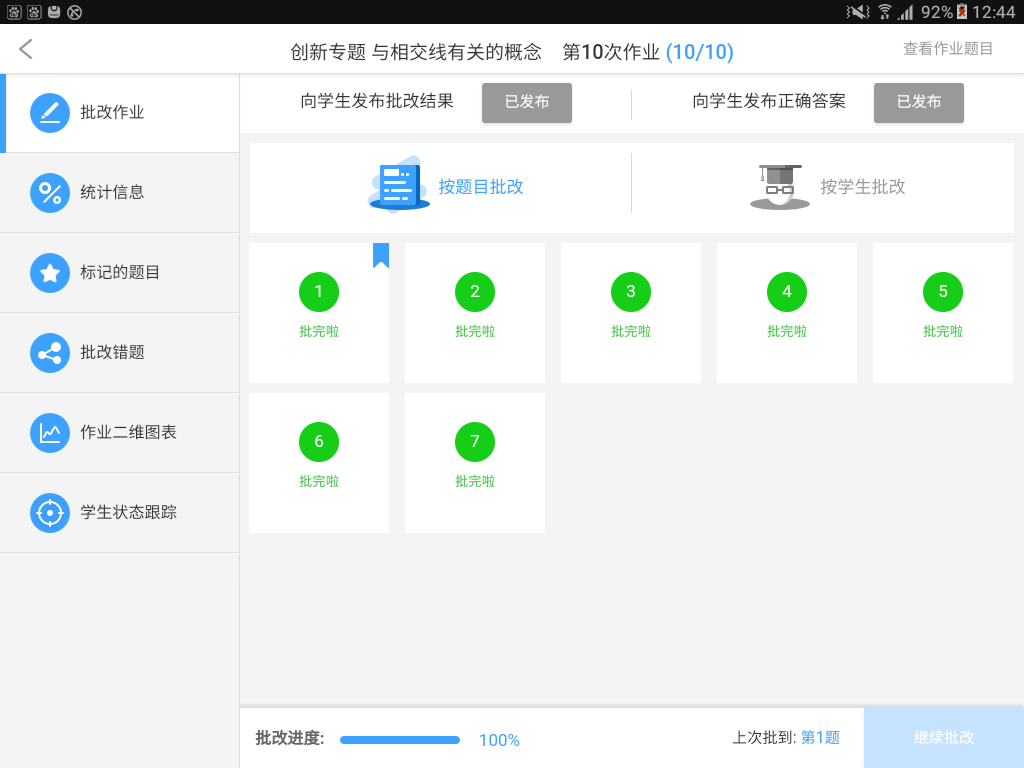 92% 12:44
创新专题 与相交线有关的概念 第10次作业 (10/10)
查看作业题目
批改作业
统计信息
标记的题目
批改错题
作业二维图表
学生状态跟踪
向学生发布批改结果 已发布
向学生发布正确答案 已发布
按题目批改
按学生批改
1 2 3 4 5
批完啦 批完啦 批完啦 批完啦 批完啦
6 7
批完啦 批完啦
批改进度: 100%
上次批到: 第1题
继续批改